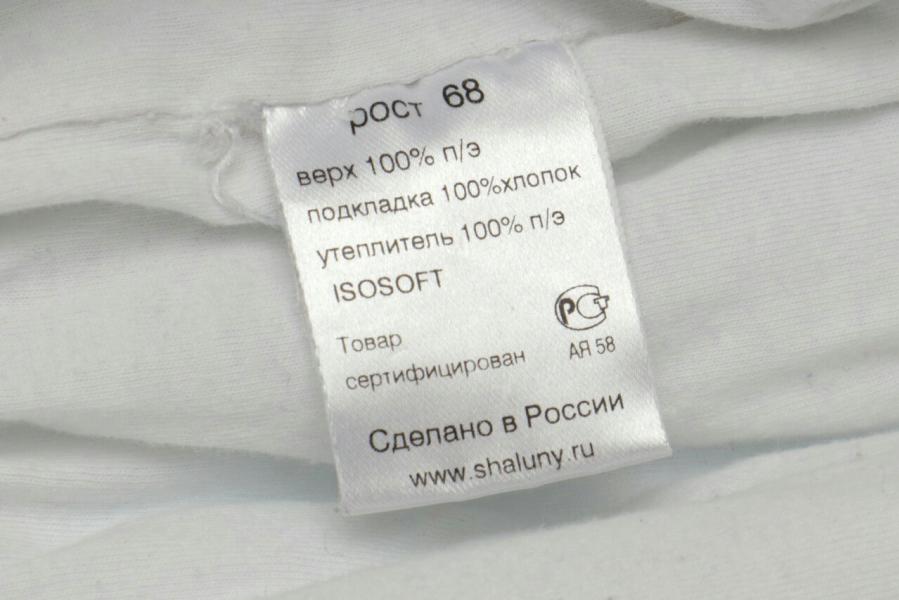 рост 68
верх 100% п/э
подкладка 100%хлопок
утеплитель 100% п/э
ISOSOFT
Товар
сертифицирован
РСТ
АЯ 58
Сделано в России
www.shaluny.ru